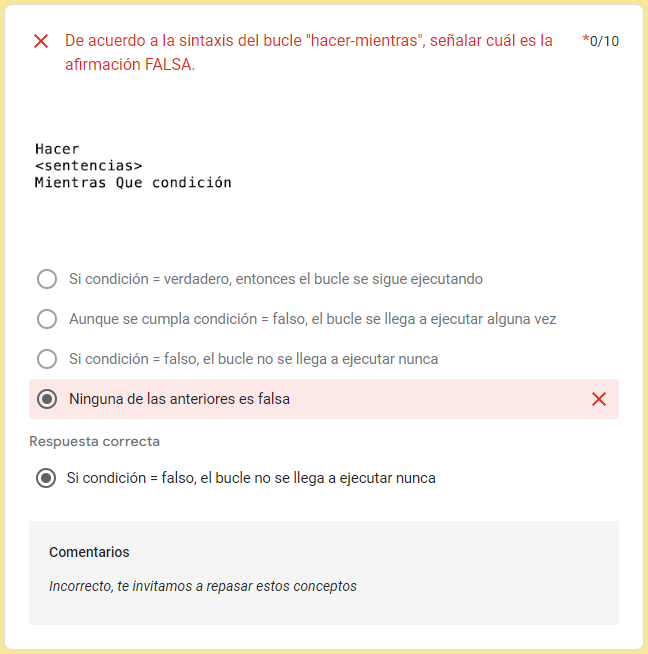 De acuerdo a la sintaxis del bucle "hacer-mientras", señalar cuál es la *0/10
afirmación FALSA.
Hacer
<sentencias>
Mientras Que condición
Si condición = verdadero, entonces el bucle se sigue ejecutando
Aunque se cumpla condición = falso, el bucle se llega a ejecutar alguna vez
Si condición = falso, el bucle no se llega a ejecutar nunca
Ninguna de las anteriores es falsa
Respuesta correcta
Si condición = falso, el bucle no se llega a ejecutar nunca
Comentarios
Incorrecto, te invitamos a repasar estos conceptos